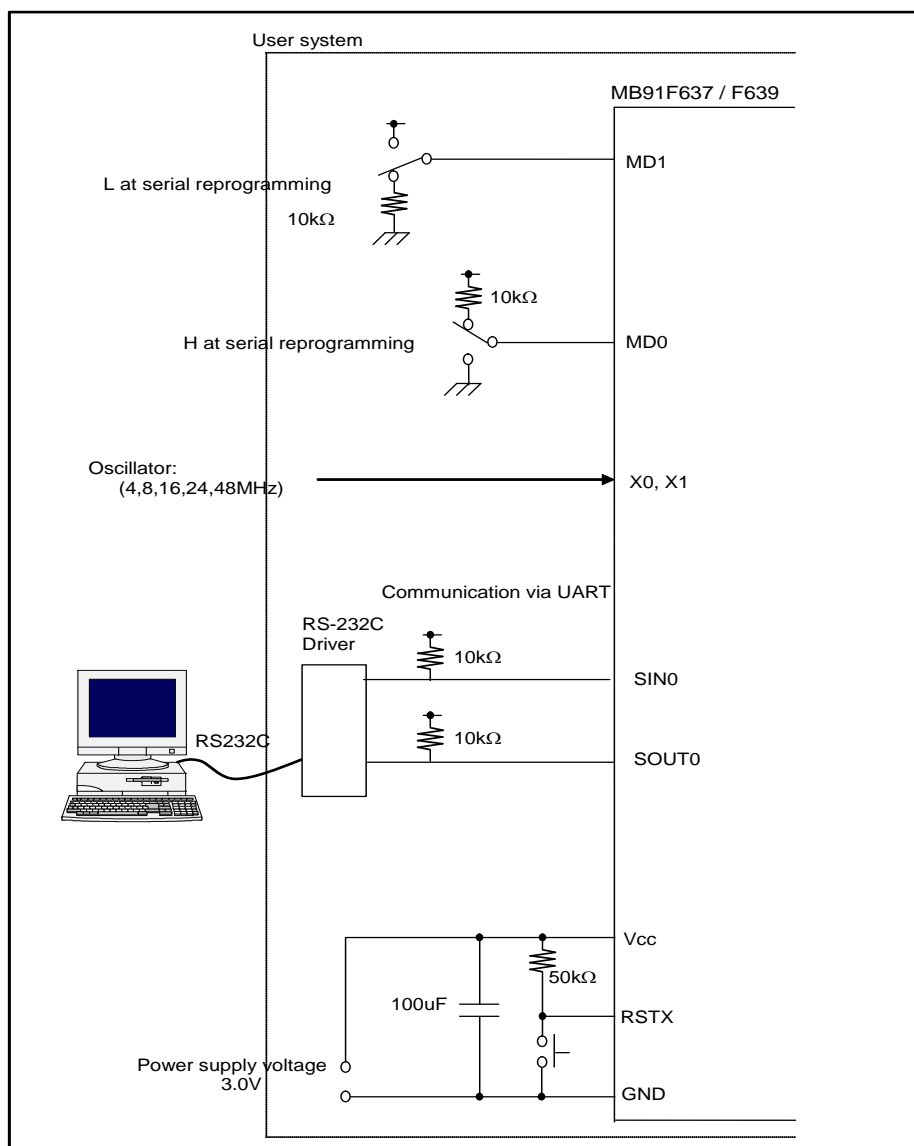 User system
MB91F637 / F639
MD1
L at serial reprogramming
10kΩ
10kΩ
H at serial reprogramming
MD0
Oscillator:
(4,8,16,24,48MHz)
X0, X1
Communication via UART
RS-232C
Driver
10kΩ
SIN0
RS232C
10kΩ
SOUT0
Vcc
50kΩ
100uF
RSTX
Power supply voltage
3.0V
GND